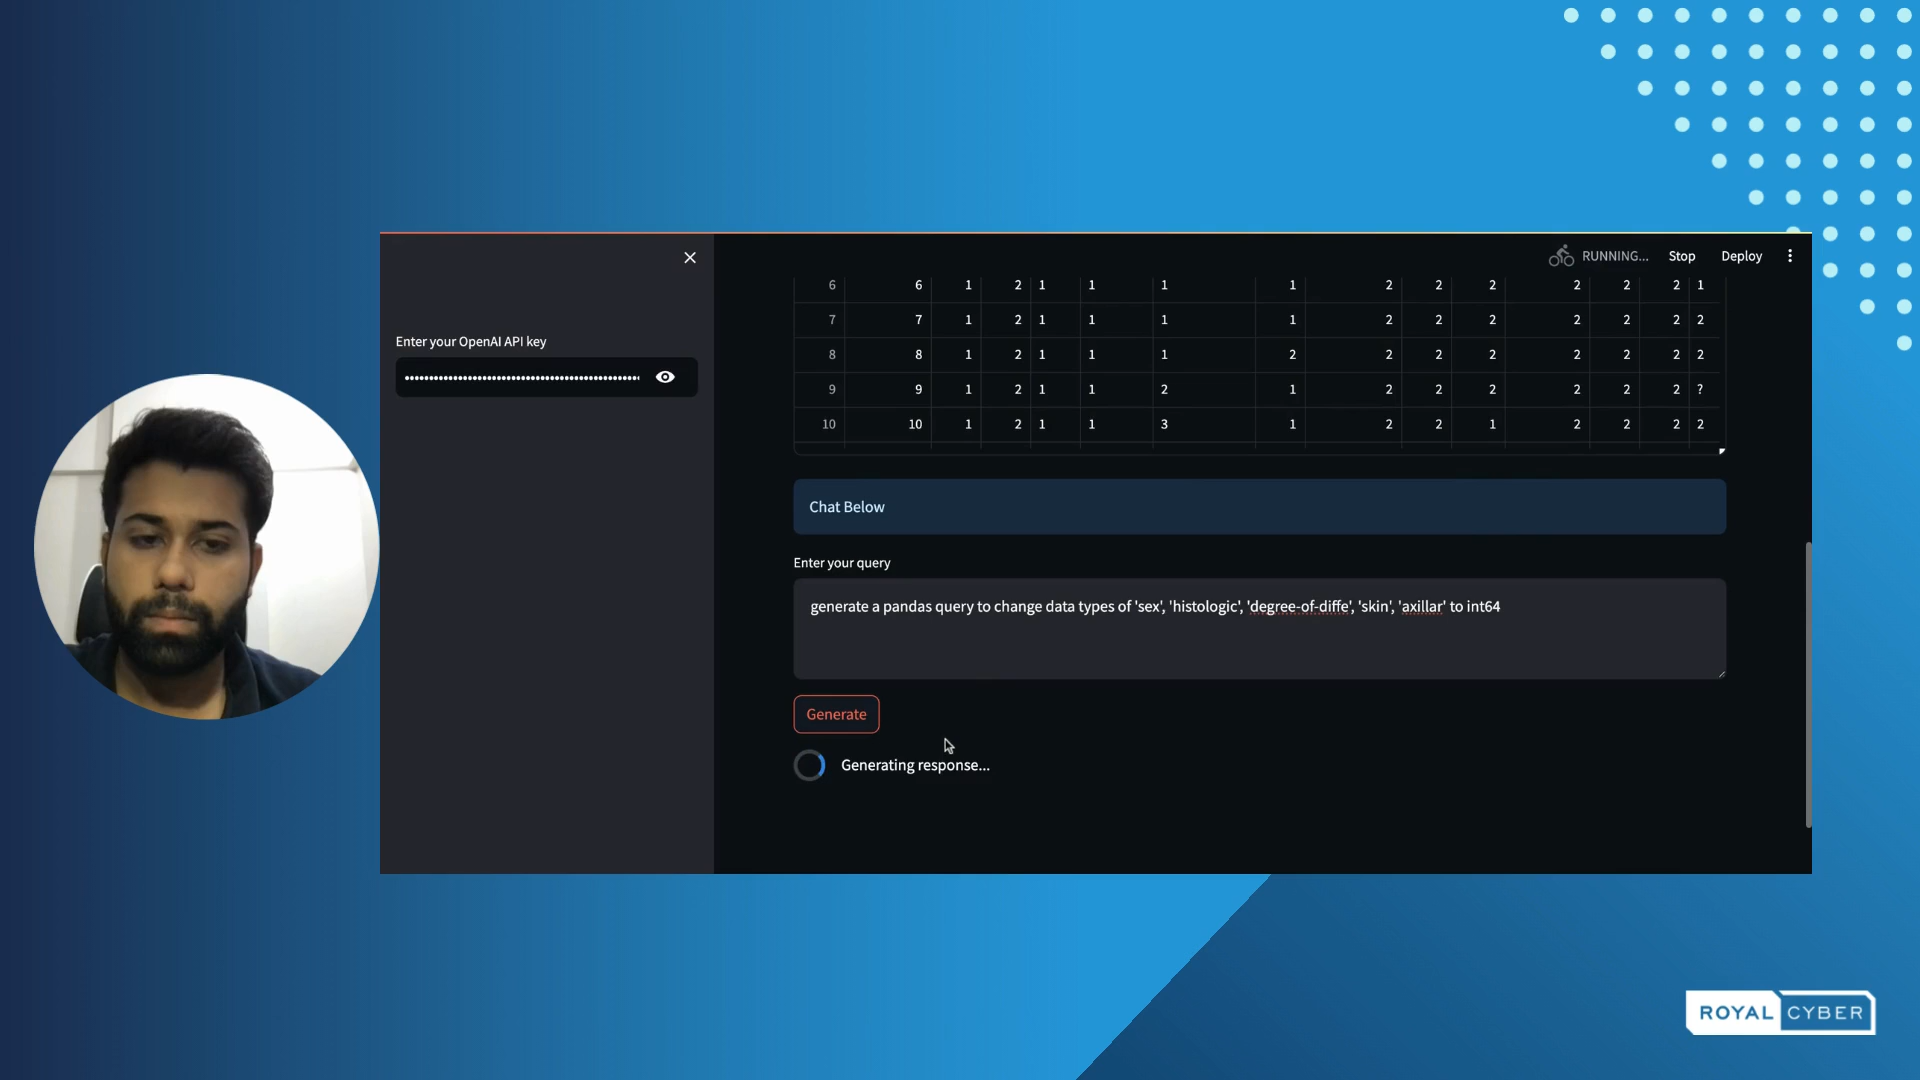 RUNNING... Stop Deploy
Enter your OpenAI API key
6 6 1 2 1 1 1 1 2 2 2 2 2 2 1
7 7 1 2 1 1 1 1 2 2 2 2 2 2 2
8 8 1 2 1 1 1 2 2 2 2 2 2 2 2
9 9 1 2 1 1 2 1 2 2 2 2 2 2 ?
10 10 1 2 1 1 3 1 2 2 1 2 2 2 2
Chat Below
Enter your query
generate a pandas query to change data types of 'sex', 'histologic', 'degree-of-diffe', 'skin', 'axillar' to int64
Generate
Generating response...
ROYAL CYBER